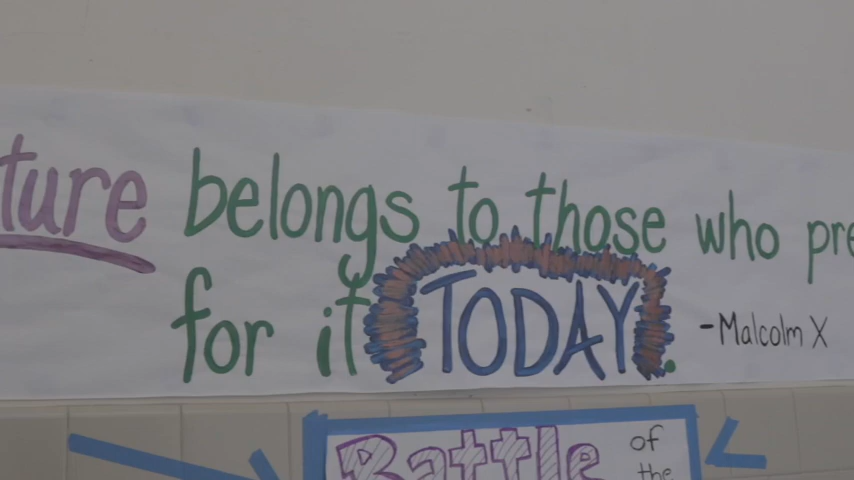 ture belongs to those who pre
for it TODAY.
-Malcolm X
Battle of
the